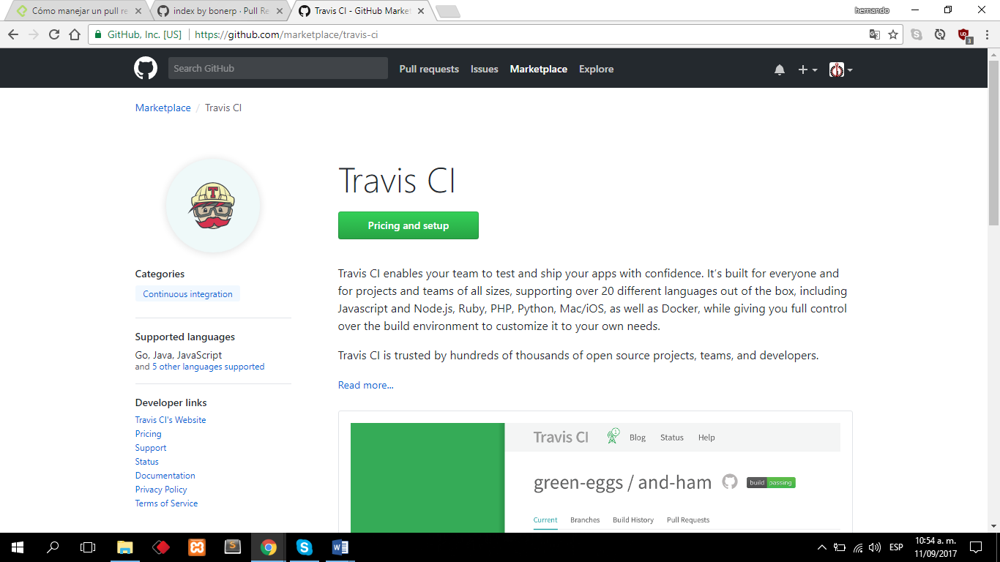 Cómo manejar un pull re
index by bonerp · Pull Re
Travis CI - GitHub Market
hernando
GitHub, Inc. [US]
https://github.com/marketplace/travis-ci
3
Search GitHub
Pull requests
Issues
Marketplace
Explore
Marketplace / Travis CI
T
Travis CI
Pricing and setup
Categories
Continuous integration
Supported languages
Go, Java, JavaScript
and 5 other languages supported
Developer links
Travis CI's Website
Pricing
Support
Status
Documentation
Privacy Policy
Terms of Service
Travis CI enables your team to test and ship your apps with confidence. It's built for everyone and
for projects and teams of all sizes, supporting over 20 different languages out of the box, including
Javascript and Node.js, Ruby, PHP, Python, Mac/iOS, as well as Docker, while giving you full control
over the build environment to customize it to your own needs.
Travis CI is trusted by hundreds of thousands of open source projects, teams, and developers.
Read more...
Travis CI
1
Blog
Status
Help
green-eggs / and-ham
build passing
Current
Branches
Build History
Pull Requests
ESP
10:54 a. m.
11/09/2017